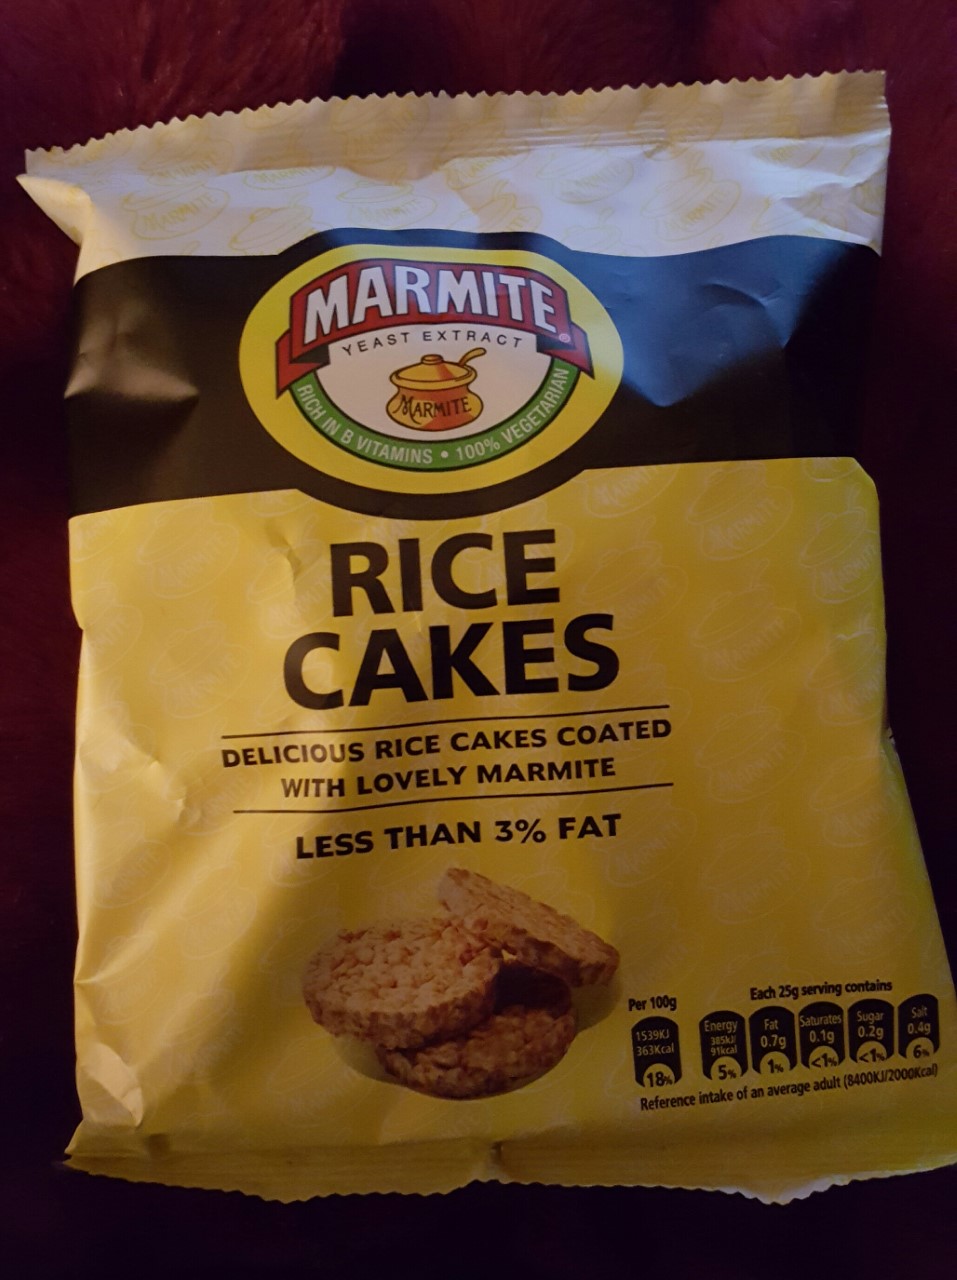 MARMITE®
YEAST EXTRACT
MARMITE
RICH IN B VITAMINS • 100% VEGETARIAN
RICE
CAKES
DELICIOUS RICE CAKES COATED
WITH LOVELY MARMITE
LESS THAN 3% FAT
Per 100g
1539KJ
363Kcal
18%
Each 25g serving contains
Energy
385kJ/
91kcal
5%
Fat
0.7g
1%
Saturates
0.1g
<1%
Sugar
0.2g
<1%
Salt
0.4g
6%
Reference intake of an average adult (8400KJ/2000Kcal)